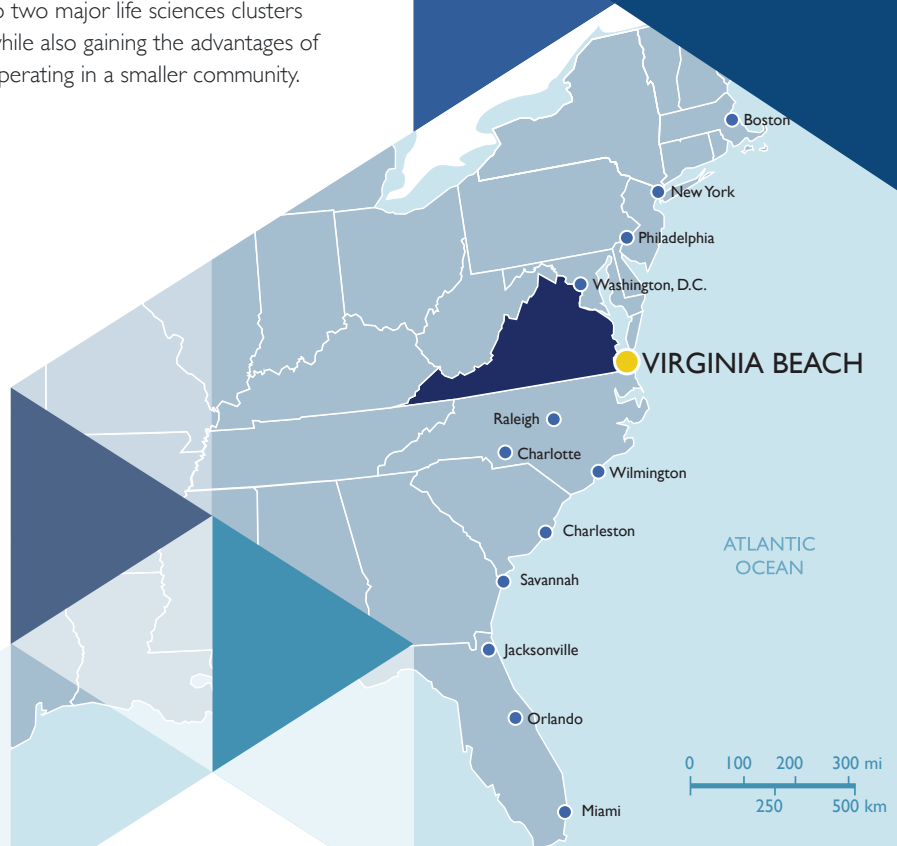 two major life sciences clusters
while also gaining the advantages of
operating in a smaller community.
Boston
New York
Philadelphia
Washington, D.C.
VIRGINIA BEACH
Raleigh
Charlotte
Wilmington
Charleston
ATLANTIC
OCEAN
Savannah
Jacksonville
Orlando
0 100 200 300 mi
250 500 km
Miami